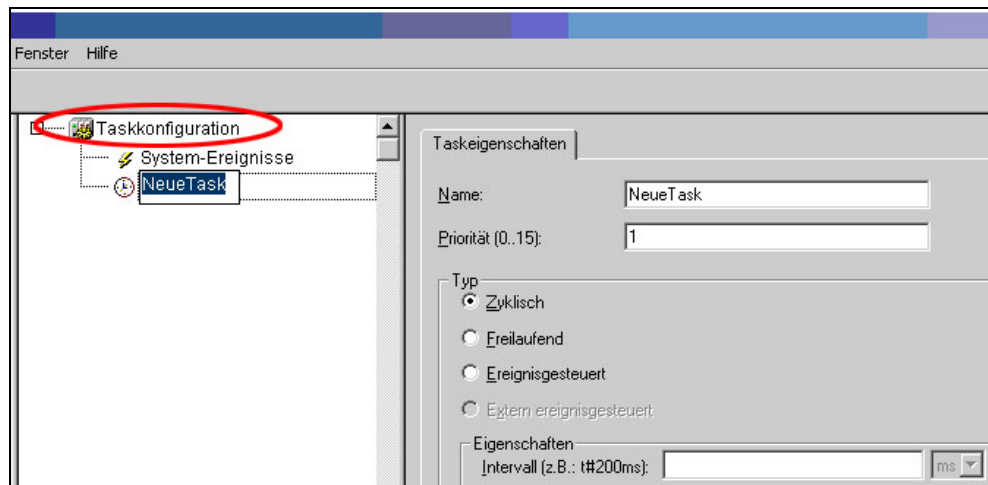 Fenster Hilfe
Taskkonfiguration
System-Ereignisse
NeueTask
Taskeigenschaften
Name: NeueTask
Priorität (0..15): 1
Typ
Zyklisch
Freilaufend
Ereignisgesteuert
Extern ereignisgesteuert
Eigenschaften
Intervall (z.B.: t#200ms): ms